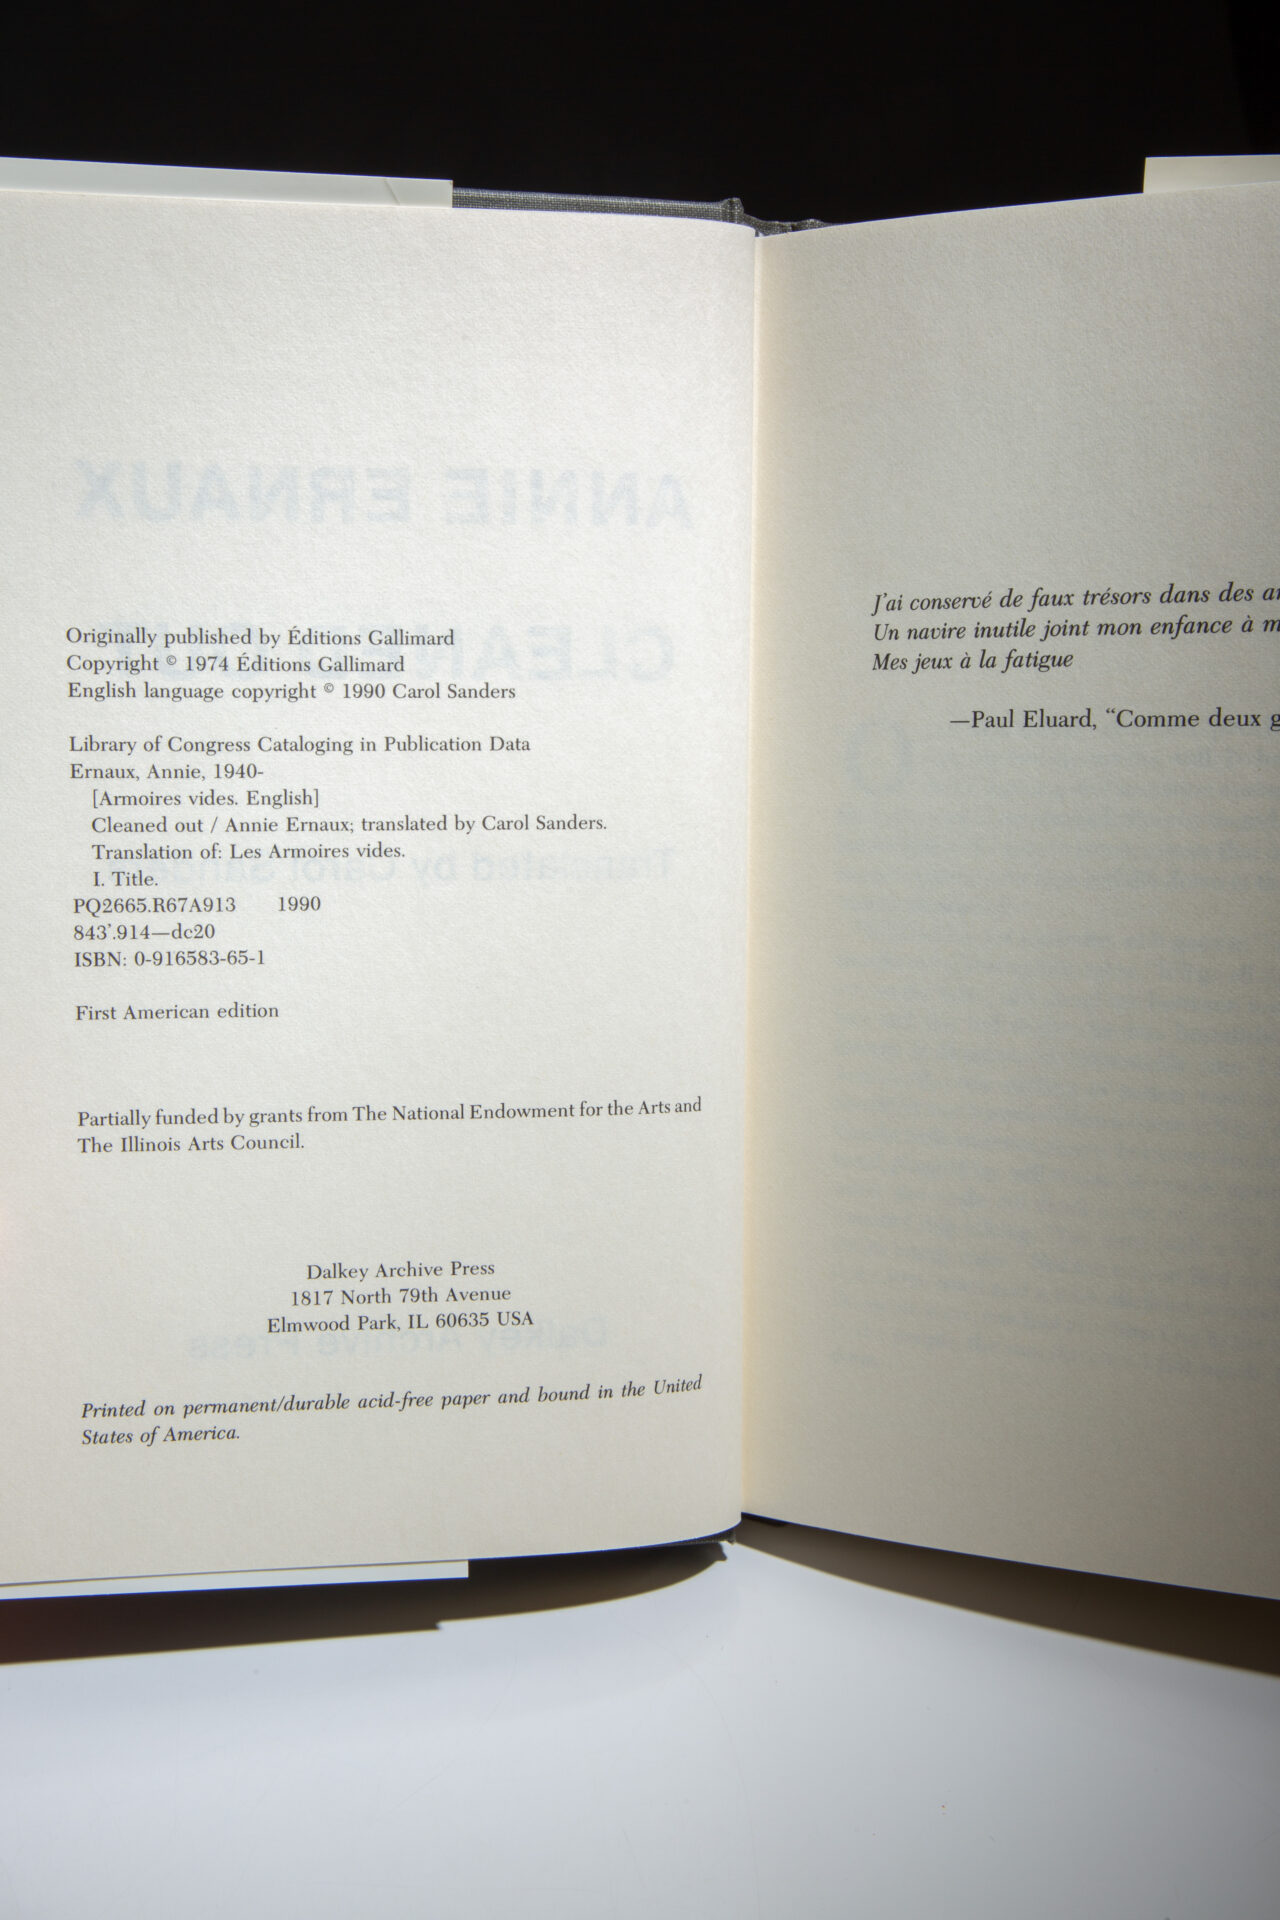 Originally published by Éditions Gallimard
Copyright © 1974 Éditions Gallimard
English language copyright © 1990 Carol Sanders
Library of Congress Cataloging in Publication Data
Ernaux, Annie, 1940-
[Armoires vides. English]
Cleaned out / Annie Ernaux; translated by Carol Sanders.
Translation of: Les Armoires vides.
I. Title.
PQ2665.R67A913 1990
843'.914—dc20
ISBN: 0-916583-65-1
First American edition
Partially funded by grants from The National Endowment for the Arts and
The Illinois Arts Council.
Dalkey Archive Press
1817 North 79th Avenue
Elmwood Park, IL 60635 USA
Printed on permanent/durable acid-free paper and bound in the United
States of America.
J'ai conservé de faux trésors dans des
Un navire inutile joint mon enfance à
Mes jeux à la fatigue
—Paul Eluard, “Comme deux